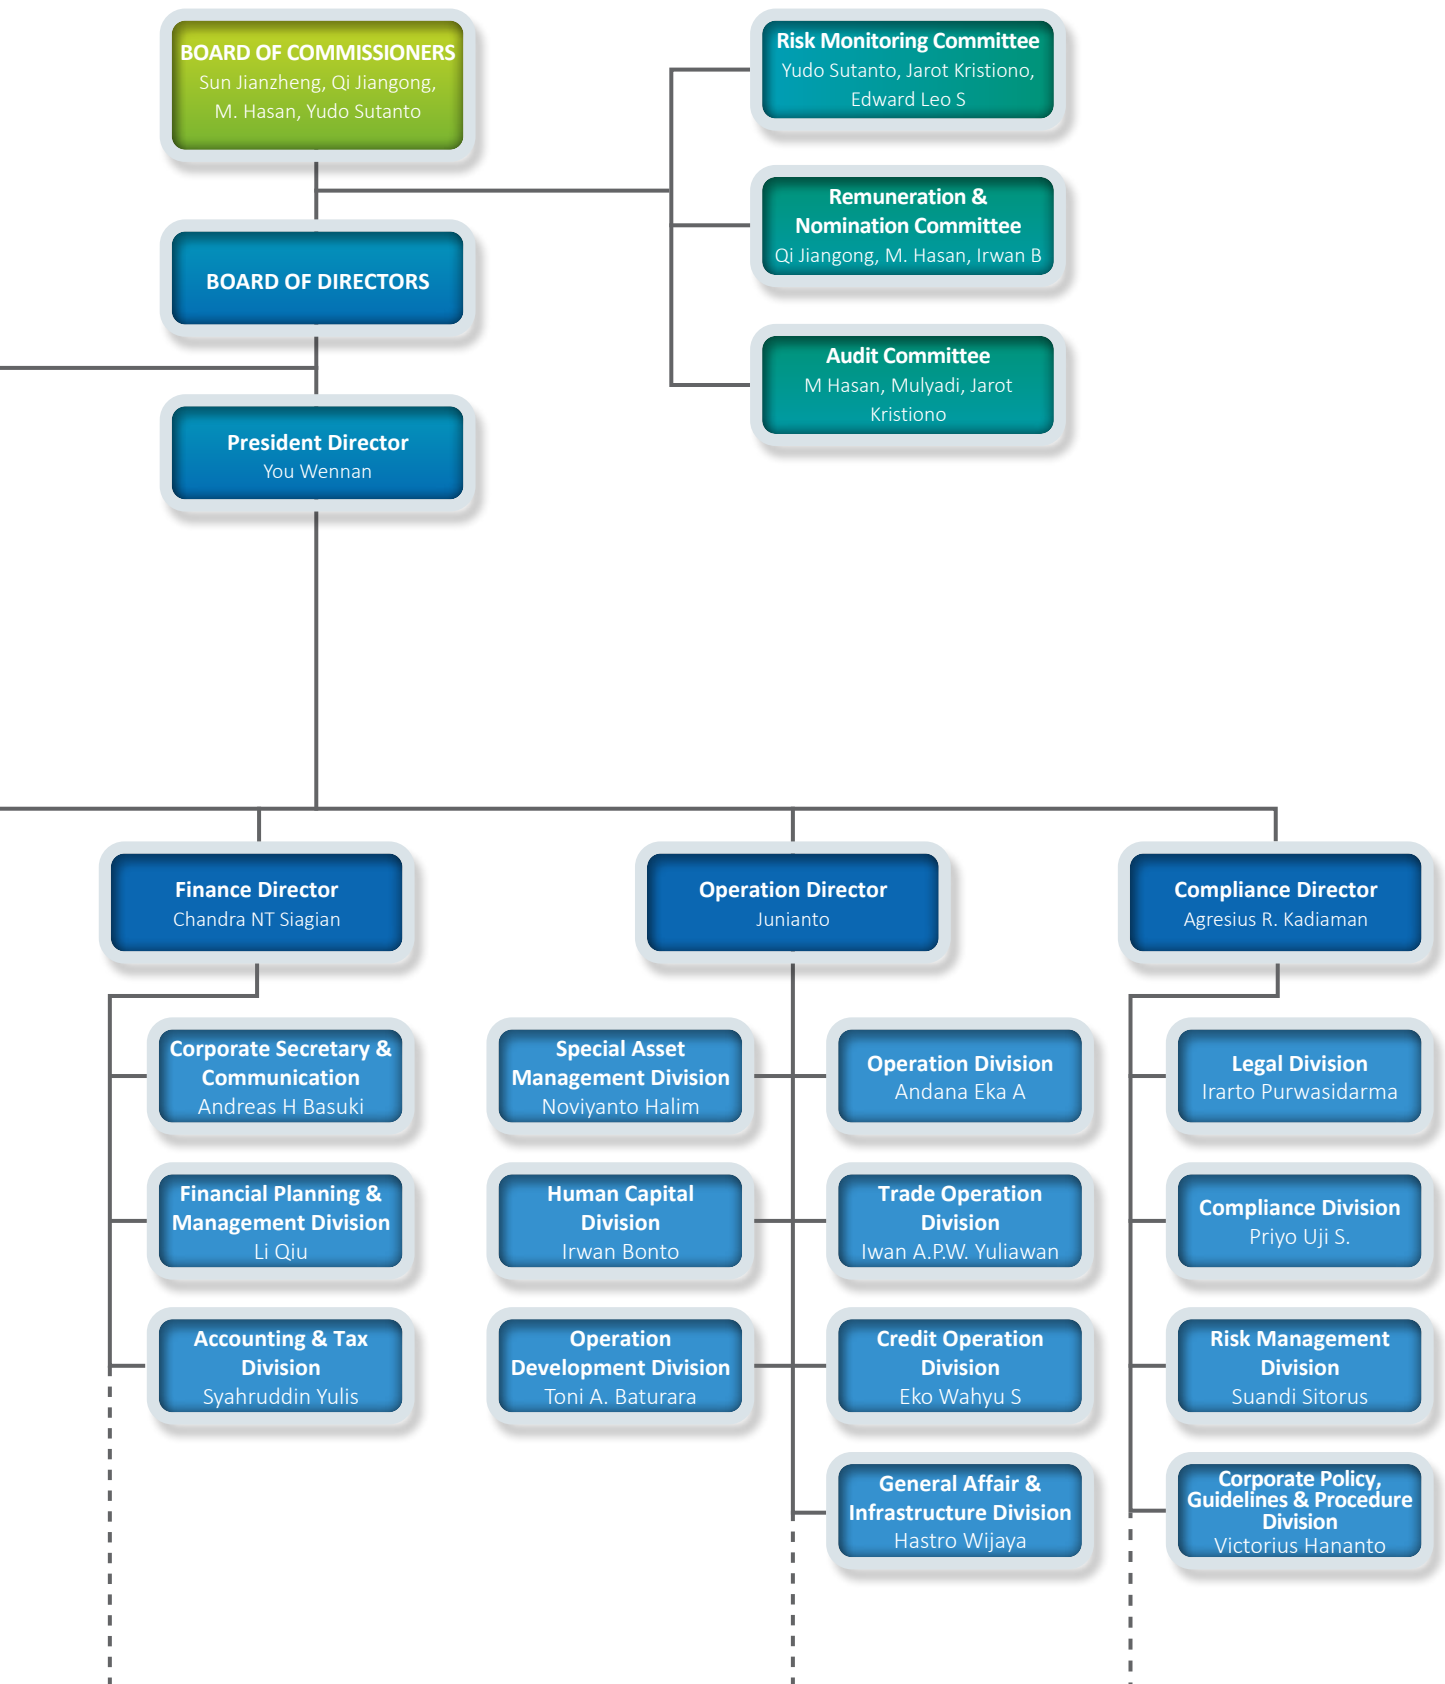 BOARD OF COMMISSIONERS
Sun Jianzheng, Qi Jiangong,
M. Hasan, Yudo Sutanto
Risk Monitoring Committee
Yudo Sutanto, Jarot Kristiono,
Edward Leo S
Remuneration &
Nomination Committee
Qi Jiangong, M. Hasan, Irwan B
BOARD OF DIRECTORS
Audit Committee
M Hasan, Mulyadi, Jarot
Kristiono
President Director
You Wennan
Finance Director
Chandra NT Siagian
Operation Director
Junianto
Compliance Director
Agresius R. Kadiaman
Corporate Secretary &
Communication
Andreas H Basuki
Special Asset
Management Division
Noviyanto Halim
Operation Division
Andana Eka A
Legal Division
Irarto Purwasidarma
Financial Planning &
Management Division
Li Qiu
Human Capital
Division
Irwan Bonto
Trade Operation
Division
Iwan A.P.W. Yuliawan
Compliance Division
Priyo Uji S.
Accounting & Tax
Division
Syahruddin Yulis
Operation
Development Division
Toni A. Baturara
Credit Operation
Division
Eko Wahyu S
Risk Management
Division
Suandi Sitorus
General Affair &
Infrastructure Division
Hastro Wijaya
Corporate Policy,
Guidelines & Procedure
Division
Victorius Hananto